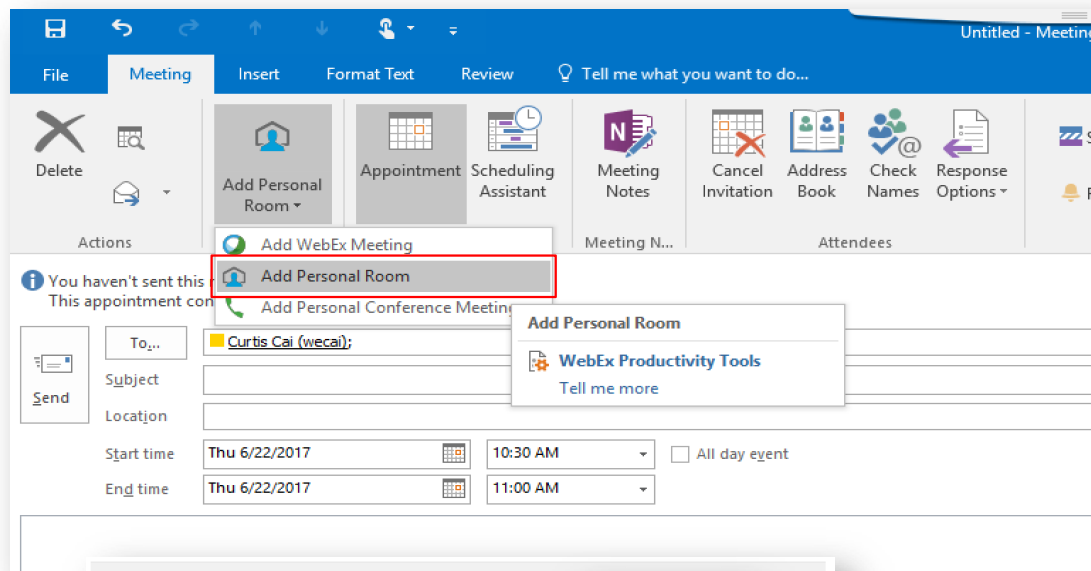 Untitled - Meeting
File Meeting Insert Format Text Review Tell me what you want to do...
Delete
Add Personal
Room
Appointment
Scheduling
Assistant
Meeting
Notes
Cancel
Invitation
Address
Book
Check
Names
Response
Options
Actions
Meeting N...
Attendees
Add WebEx Meeting
Add Personal Room
Add Personal Conference Meeting
You haven't sent this
This appointment con
Add Personal Room
WebEx Productivity Tools
Tell me more
Send
To...
Curtis Cai (wecai);
Subject
Location
Start time Thu 6/22/2017 10:30 AM All day event
End time Thu 6/22/2017 11:00 AM